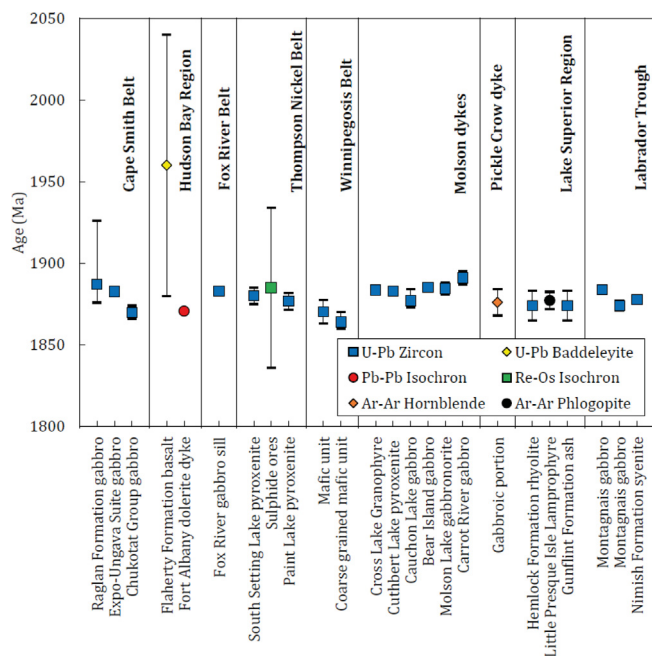 Age (Ma)
2050
2000
1950
1900
1850
1800
Cape Smith Belt
Hudson Bay Region
Fox River Belt
Thompson Nickel Belt
Winnipegosis Belt
Molson dykes
Pickle Crow dyke
Lake Superior Region
Labrador Trough
U-Pb Zircon
U-Pb Baddeleyite
Pb-Pb Isochron
Re-Os Isochron
Ar-Ar Hornblende
Ar-Ar Phlogopite
Raglan Formation gabbro
Expo-Ungava Suite gabbro
Chukotat Group gabbro
Flaherty Formation basalt
Fort Albany dolerite dyke
Fox River gabbro sill
South Setting Lake pyroxenite
Sulphide ores
Paint Lake pyroxenite
Mafic unit
Coarse grained mafic unit
Cross Lake Granophyre
Cuthbert Lake pyroxenite
Cauchon Lake gabbro
Bear Island gabbro
Molson Lake gabbronorite
Carrot River gabbro
Gabbroic portion
Hemlock Formation rhyolite
Little Presque Isle Lamprophyre
Gunflint Formation ash
Montagnais gabbro
Montagnais gabbro
Nimish Formation syenite